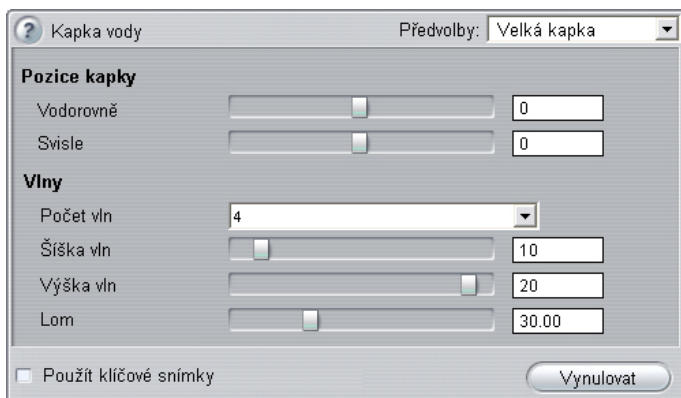 ? Kapka vody Předvolby: Velká kapka
Pozice kapky
Vodorovně 0
Svisle 0
Vlny
Počet vln 4
Šíška vln 10
Výška vln 20
Lom 30.00
Použít klíčové snímky Vynulovat